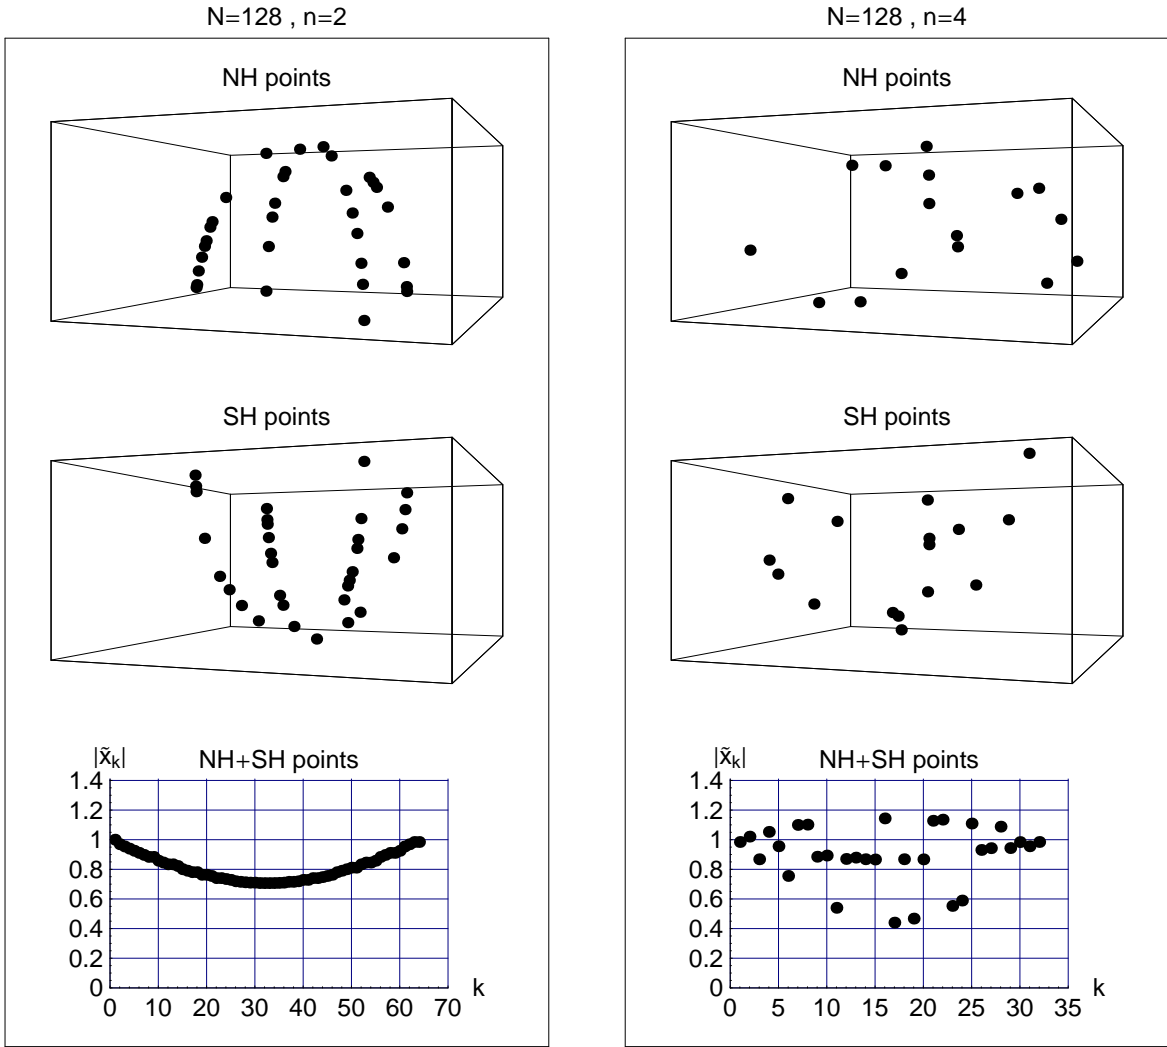 N=128 , n=2
NH points
SH points
|x̃ₖ|
NH+SH points
1.4
1.2
1
0.8
0.6
0.4
0.2
0
0 10 20 30 40 50 60 70 k
N=128 , n=4
NH points
SH points
|x̃ₖ|
NH+SH points
1.4
1.2
1
0.8
0.6
0.4
0.2
0
0 5 10 15 20 25 30 35 k